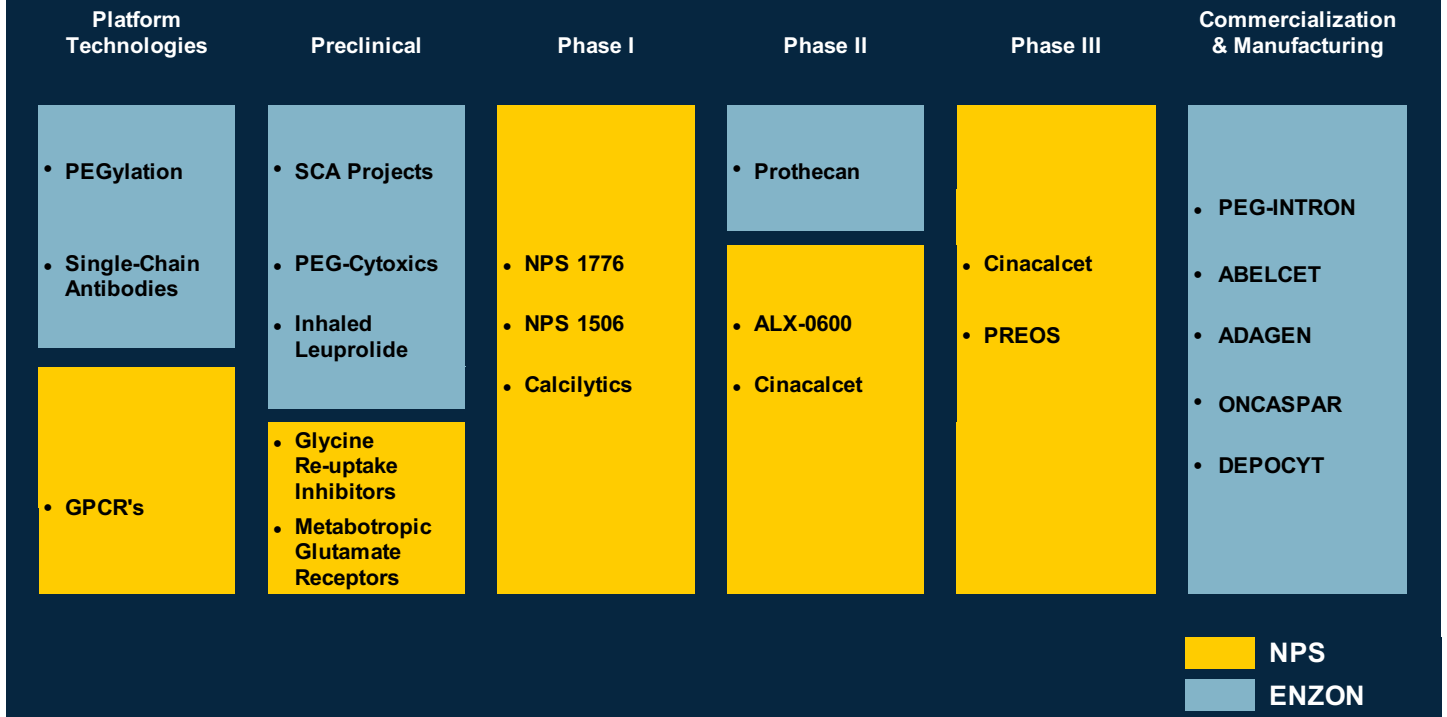 Platform
Technologies
Preclinical
Phase I
Phase II
Phase III
Commercialization
& Manufacturing
• PEGylation
• Single-Chain
Antibodies
• GPCR's
• SCA Projects
• PEG-Cytoxics
• Inhaled
Leuprolide
• Glycine
Re-uptake
Inhibitors
• Metabotropic
Glutamate
Receptors
• NPS 1776
• NPS 1506
• Calcilytics
• Prothecan
• ALX-0600
• Cinacalcet
• Cinacalcet
• PREOS
• PEG-INTRON
• ABELCET
• ADAGEN
• ONCASPAR
• DEPOCYT
NPS
ENZON